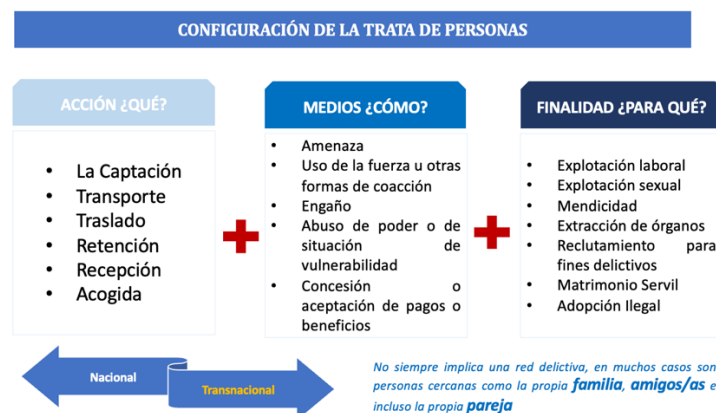 CONFIGURACIÓN DE LA TRATA DE PERSONAS
ACCIÓN ¿QUÉ?
• La Captación
• Transporte
• Traslado
• Retención
• Recepción
• Acogida
MEDIOS ¿CÓMO?
• Amenaza
• Uso de la fuerza u otras
formas de coacción
• Engaño
• Abuso de poder o de
situación de
vulnerabilidad
• Concesión o
aceptación de pagos o
beneficios
FINALIDAD ¿PARA QUÉ?
• Explotación laboral
• Explotación sexual
• Mendicidad
• Extracción de órganos
• Reclutamiento para
fines delictivos
• Matrimonio Servil
• Adopción Ilegal
Nacional
Transnacional
No siempre implica una red delictiva, en muchos casos son
personas cercanas como la propia familia, amigos/as e
incluso la propia pareja